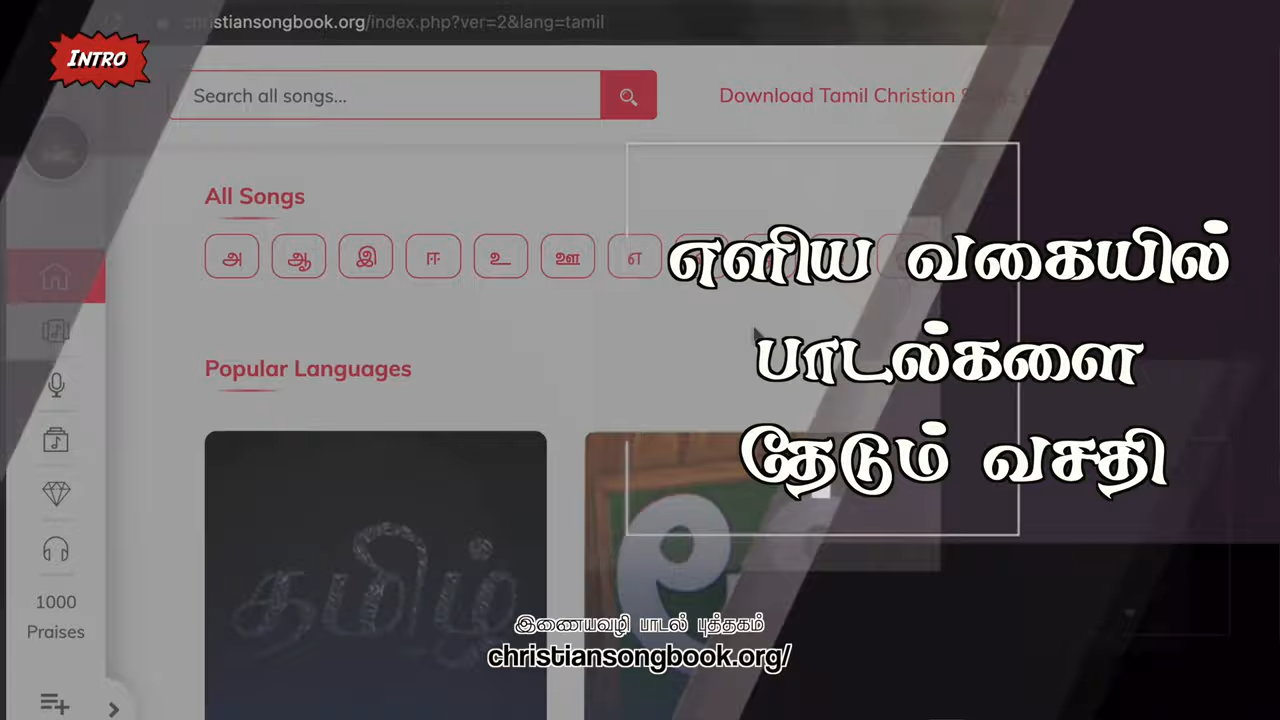 christiansongbook.org/index.php?ver=2&lang=tamil
INTRO
Search all songs...
Download Tamil Christian
All Songs
அ ஆ இ ஈ உ ஊ எ
எளிய வகையில்
பாடல்களை
தேடும் வசதி
Popular Languages
தமிழ்
1000
Praises
இணையவழி பாடல் புத்தகம்
christiansongbook.org/